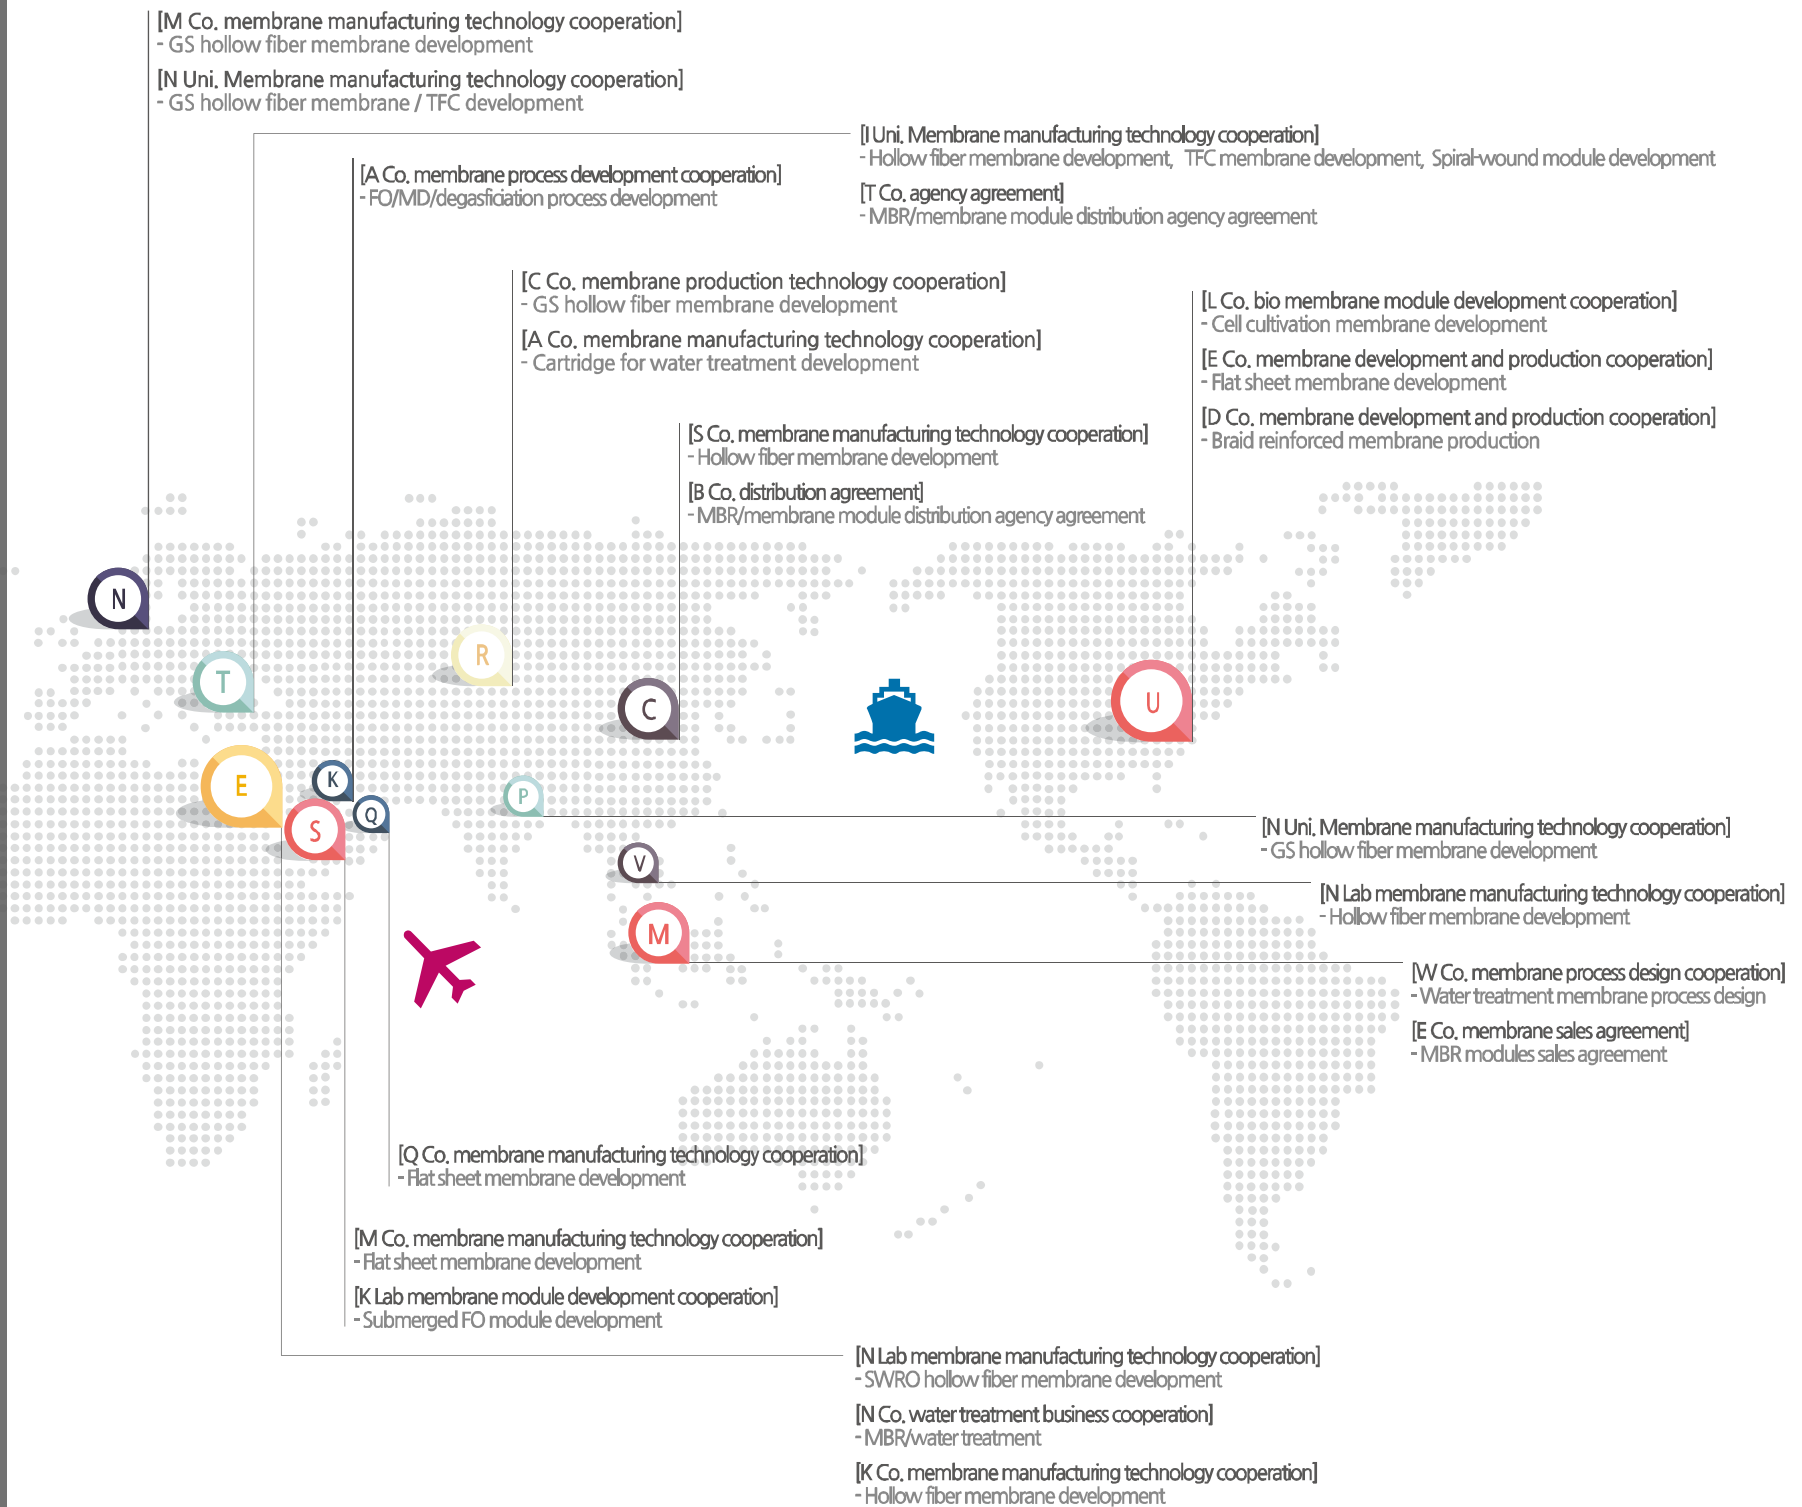 [M Co. membrane manufacturing technology cooperation]
- GS hollow fiber membrane development
[N Uni. Membrane manufacturing technology cooperation]
- GS hollow fiber membrane / TFC development
[I Uni. Membrane manufacturing technology cooperation]
- Hollow fiber membrane development, TFC membrane development, Spiral-wound module development
[T Co. agency agreement]
- MBR/membrane module distribution agency agreement
[A Co. membrane process development cooperation]
- FO/MD/degasficiation process development
[C Co. membrane production technology cooperation]
- GS hollow fiber membrane development
[A Co. membrane manufacturing technology cooperation]
- Cartridge for water treatment development
[L Co. bio membrane module development cooperation]
- Cell cultivation membrane development
[E Co. membrane development and production cooperation]
- Flat sheet membrane development
[D Co. membrane development and production cooperation]
- Braid reinforced membrane production
[S Co. membrane manufacturing technology cooperation]
- Hollow fiber membrane development
[B Co. distribution agreement]
- MBR/membrane module distribution agency agreement
N
T
R
C
U
E
K
S
Q
P
V
M
[N Uni. Membrane manufacturing technology cooperation]
- GS hollow fiber membrane development
[N Lab membrane manufacturing technology cooperation]
- Hollow fiber membrane development
[W Co. membrane process design cooperation]
- Water treatment membrane process design
[E Co. membrane sales agreement]
- MBR modules sales agreement
[Q Co. membrane manufacturing technology cooperation]
- Flat sheet membrane development
[M Co. membrane manufacturing technology cooperation]
- Flat sheet membrane development
[K Lab membrane module development cooperation]
- Submerged FO module development
[N Lab membrane manufacturing technology cooperation]
- SWRO hollow fiber membrane development
[N Co. water treatment business cooperation]
- MBR/water treatment
[K Co. membrane manufacturing technology cooperation]
- Hollow fiber membrane development